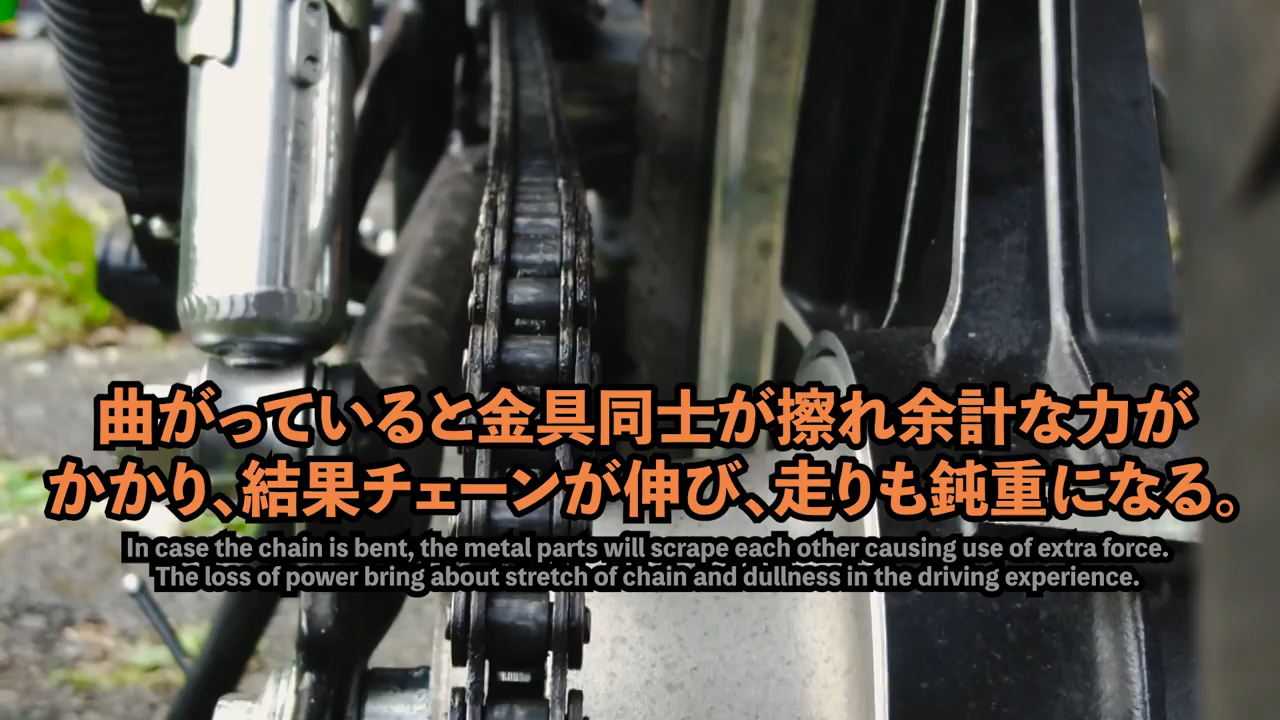 曲がっていると金具同士が擦れ余計な力が
かかり、結果チェーンが伸び、走りも鈍重になる。
In case the chain is bent, the metal parts will scrape each other causing use of extra force.
The loss of power bring about stretch of chain and dullness in the driving experience.